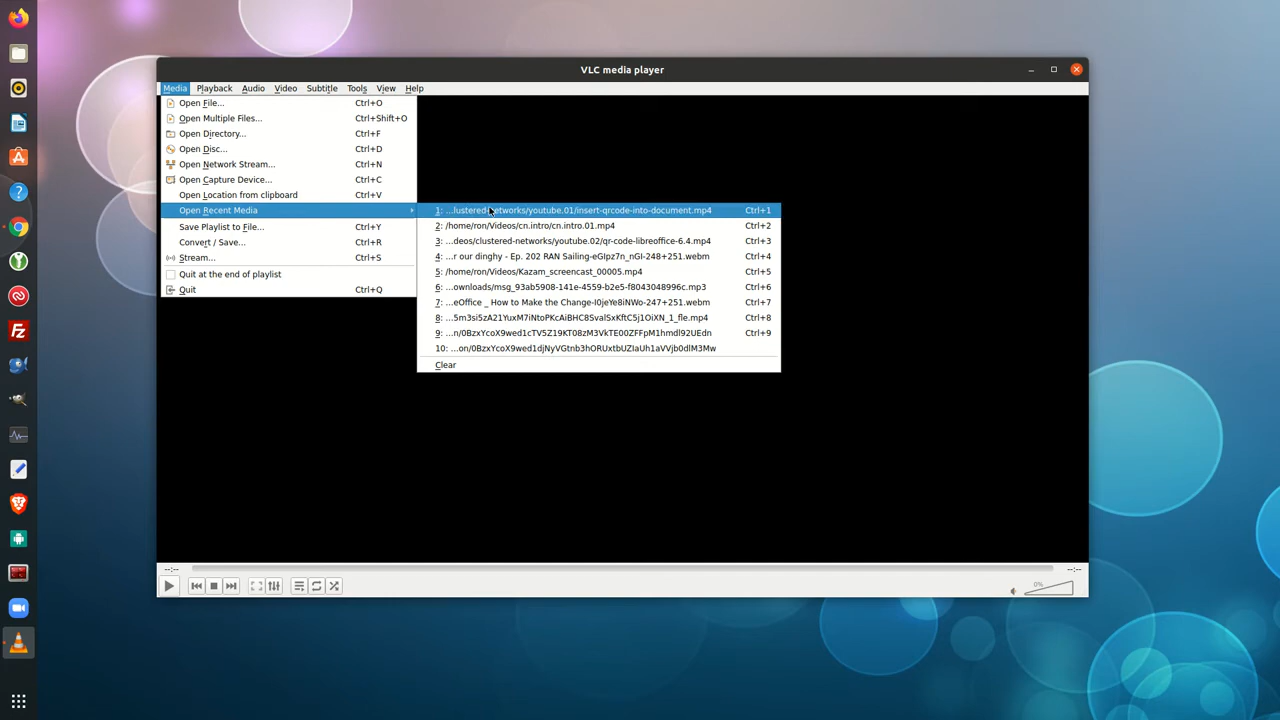 VLC media player
Media Playback Audio Video Subtitle Tools View Help
Open File... Ctrl+O
Open Multiple Files... Ctrl+Shift+O
Open Directory... Ctrl+F
Open Disc... Ctrl+D
Open Network Stream... Ctrl+N
Open Capture Device... Ctrl+C
Open Location from clipboard Ctrl+V
Open Recent Media
Save Playlist to File... Ctrl+Y
Convert / Save... Ctrl+R
Stream... Ctrl+S
Quit at the end of playlist
Quit Ctrl+Q
1: ...lustered-networks/youtube.01/insert-qrcode-into-document.mp4 Ctrl+1
2: /home/ron/Videos/cn.intro/cn.intro.01.mp4 Ctrl+2
3: ...deos/clustered-networks/youtube.02/qr-code-libreoffice-6.4.mp4 Ctrl+3
4: ...r our dinghy - Ep. 202 RAN Sailing-eGIpz7n_nGI-248+251.webm Ctrl+4
5: /home/ron/Videos/Kazam_screencast_00005.mp4 Ctrl+5
6: ...ownloads/msg_93ab5908-141e-4559-b2e5-f8043048996c.mp3 Ctrl+6
7: ...eOffice _ How to Make the Change-I0jeYe8iNWo-247+251.webm Ctrl+7
8: ...5m3si5zA21YuxM7iNtoPKcAiBHC8SvalSxKftC5j1OiXN_1_fle.mp4 Ctrl+8
9: ...n/0BzxYcoX9wed1cTV5Z19KT08zM3VkTE00ZFFpM1hmdl92UEdn Ctrl+9
10: ...on/0BzxYcoX9wed1djNyVGtnb3hORUxtbUZIaUh1aVVjb0dlM3Mw
Clear
--:-- --:--
0%